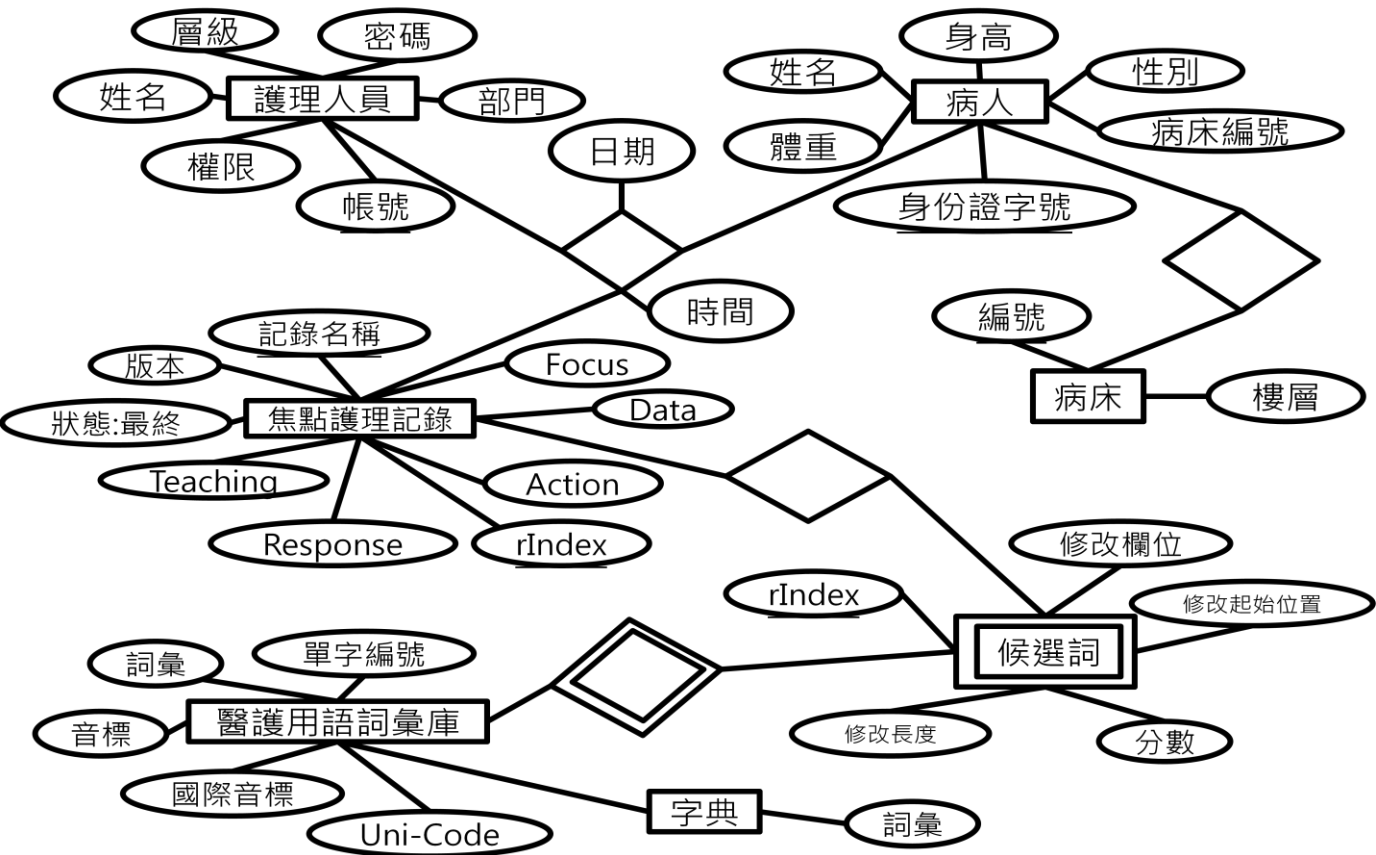 層級
密碼
姓名
護理人員
部門
權限
帳號
日期
身高
姓名
性別
病人
體重
病床編號
身份證字號
時間
編號
病床
樓層
記錄名稱
版本
Focus
狀態:最終
焦點護理記錄
Data
Teaching
Action
Response
rIndex
修改欄位
rIndex
修改起始位置
候選詞
修改長度
分數
詞彙
單字編號
音標
醫護用語詞彙庫
國際音標
Uni-Code
字典
詞彙